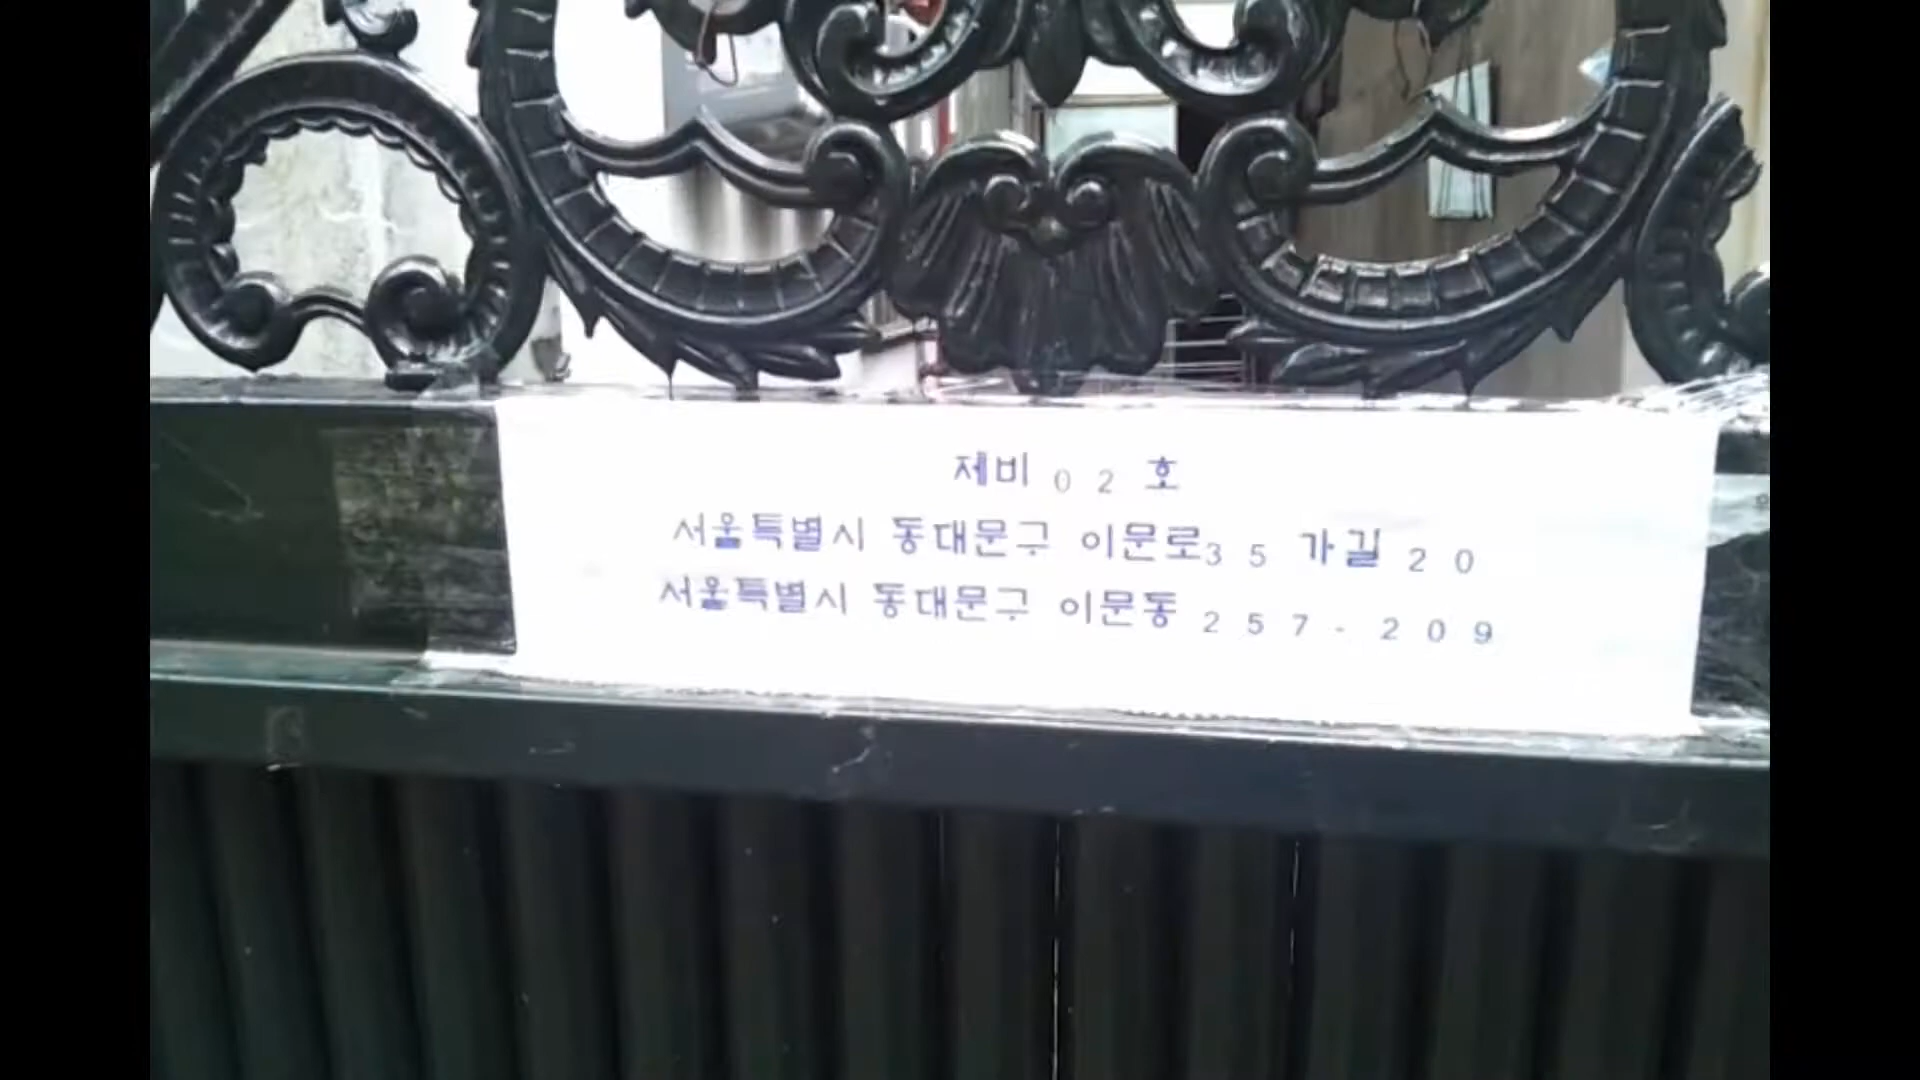 제비 02 호
서울특별시 동대문구 이문로35 가길 20
서울특별시 동대문구 이문동 257-209